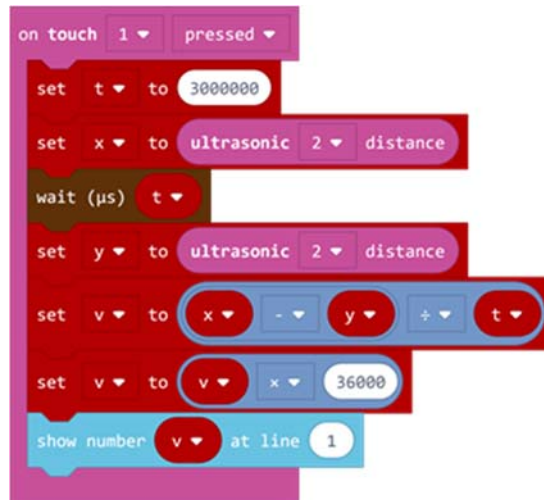 on touch 1 pressed
set t to 3000000
set x to ultrasonic 2 distance
wait (µs) t
set y to ultrasonic 2 distance
set v to x - y ÷ t
set v to v × 36000
show number v at line 1